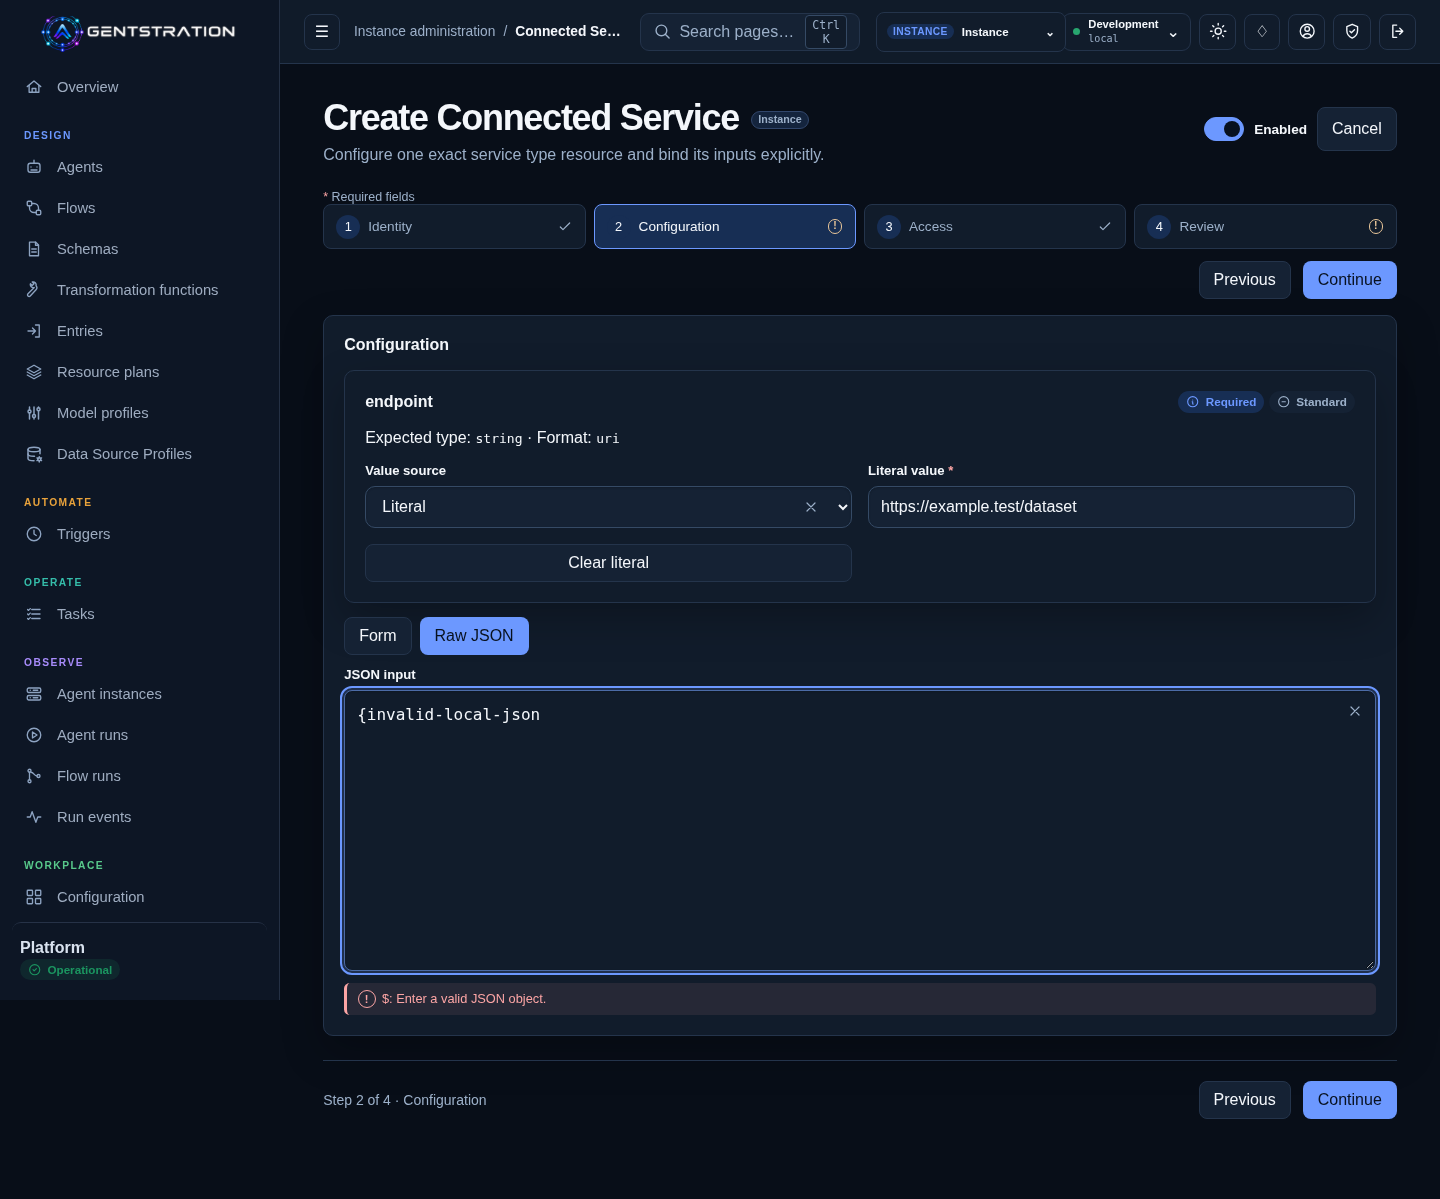 GENTSTRATION
Overview
DESIGN
Agents
Flows
Schemas
Transformation functions
Entries
Resource plans
Model profiles
Data Source Profiles
AUTOMATE
Triggers
OPERATE
Tasks
OBSERVE
Agent instances
Agent runs
Flow runs
Run events
WORKPLACE
Configuration
Platform
Operational
Instance administration / Connected Se…
Search pages…
Ctrl
K
INSTANCE Instance
Development
local
Create Connected Service Instance
Configure one exact service type resource and bind its inputs explicitly.
Enabled
Cancel
* Required fields
1 Identity
2 Configuration
3 Access
4 Review
Previous Continue
Configuration
endpoint
Required Standard
Expected type: string · Format: uri
Value source
Literal
Literal value *
https://example.test/dataset
Clear literal
Form Raw JSON
JSON input
{invalid-local-json
$: Enter a valid JSON object.
Step 2 of 4 · Configuration
Previous Continue